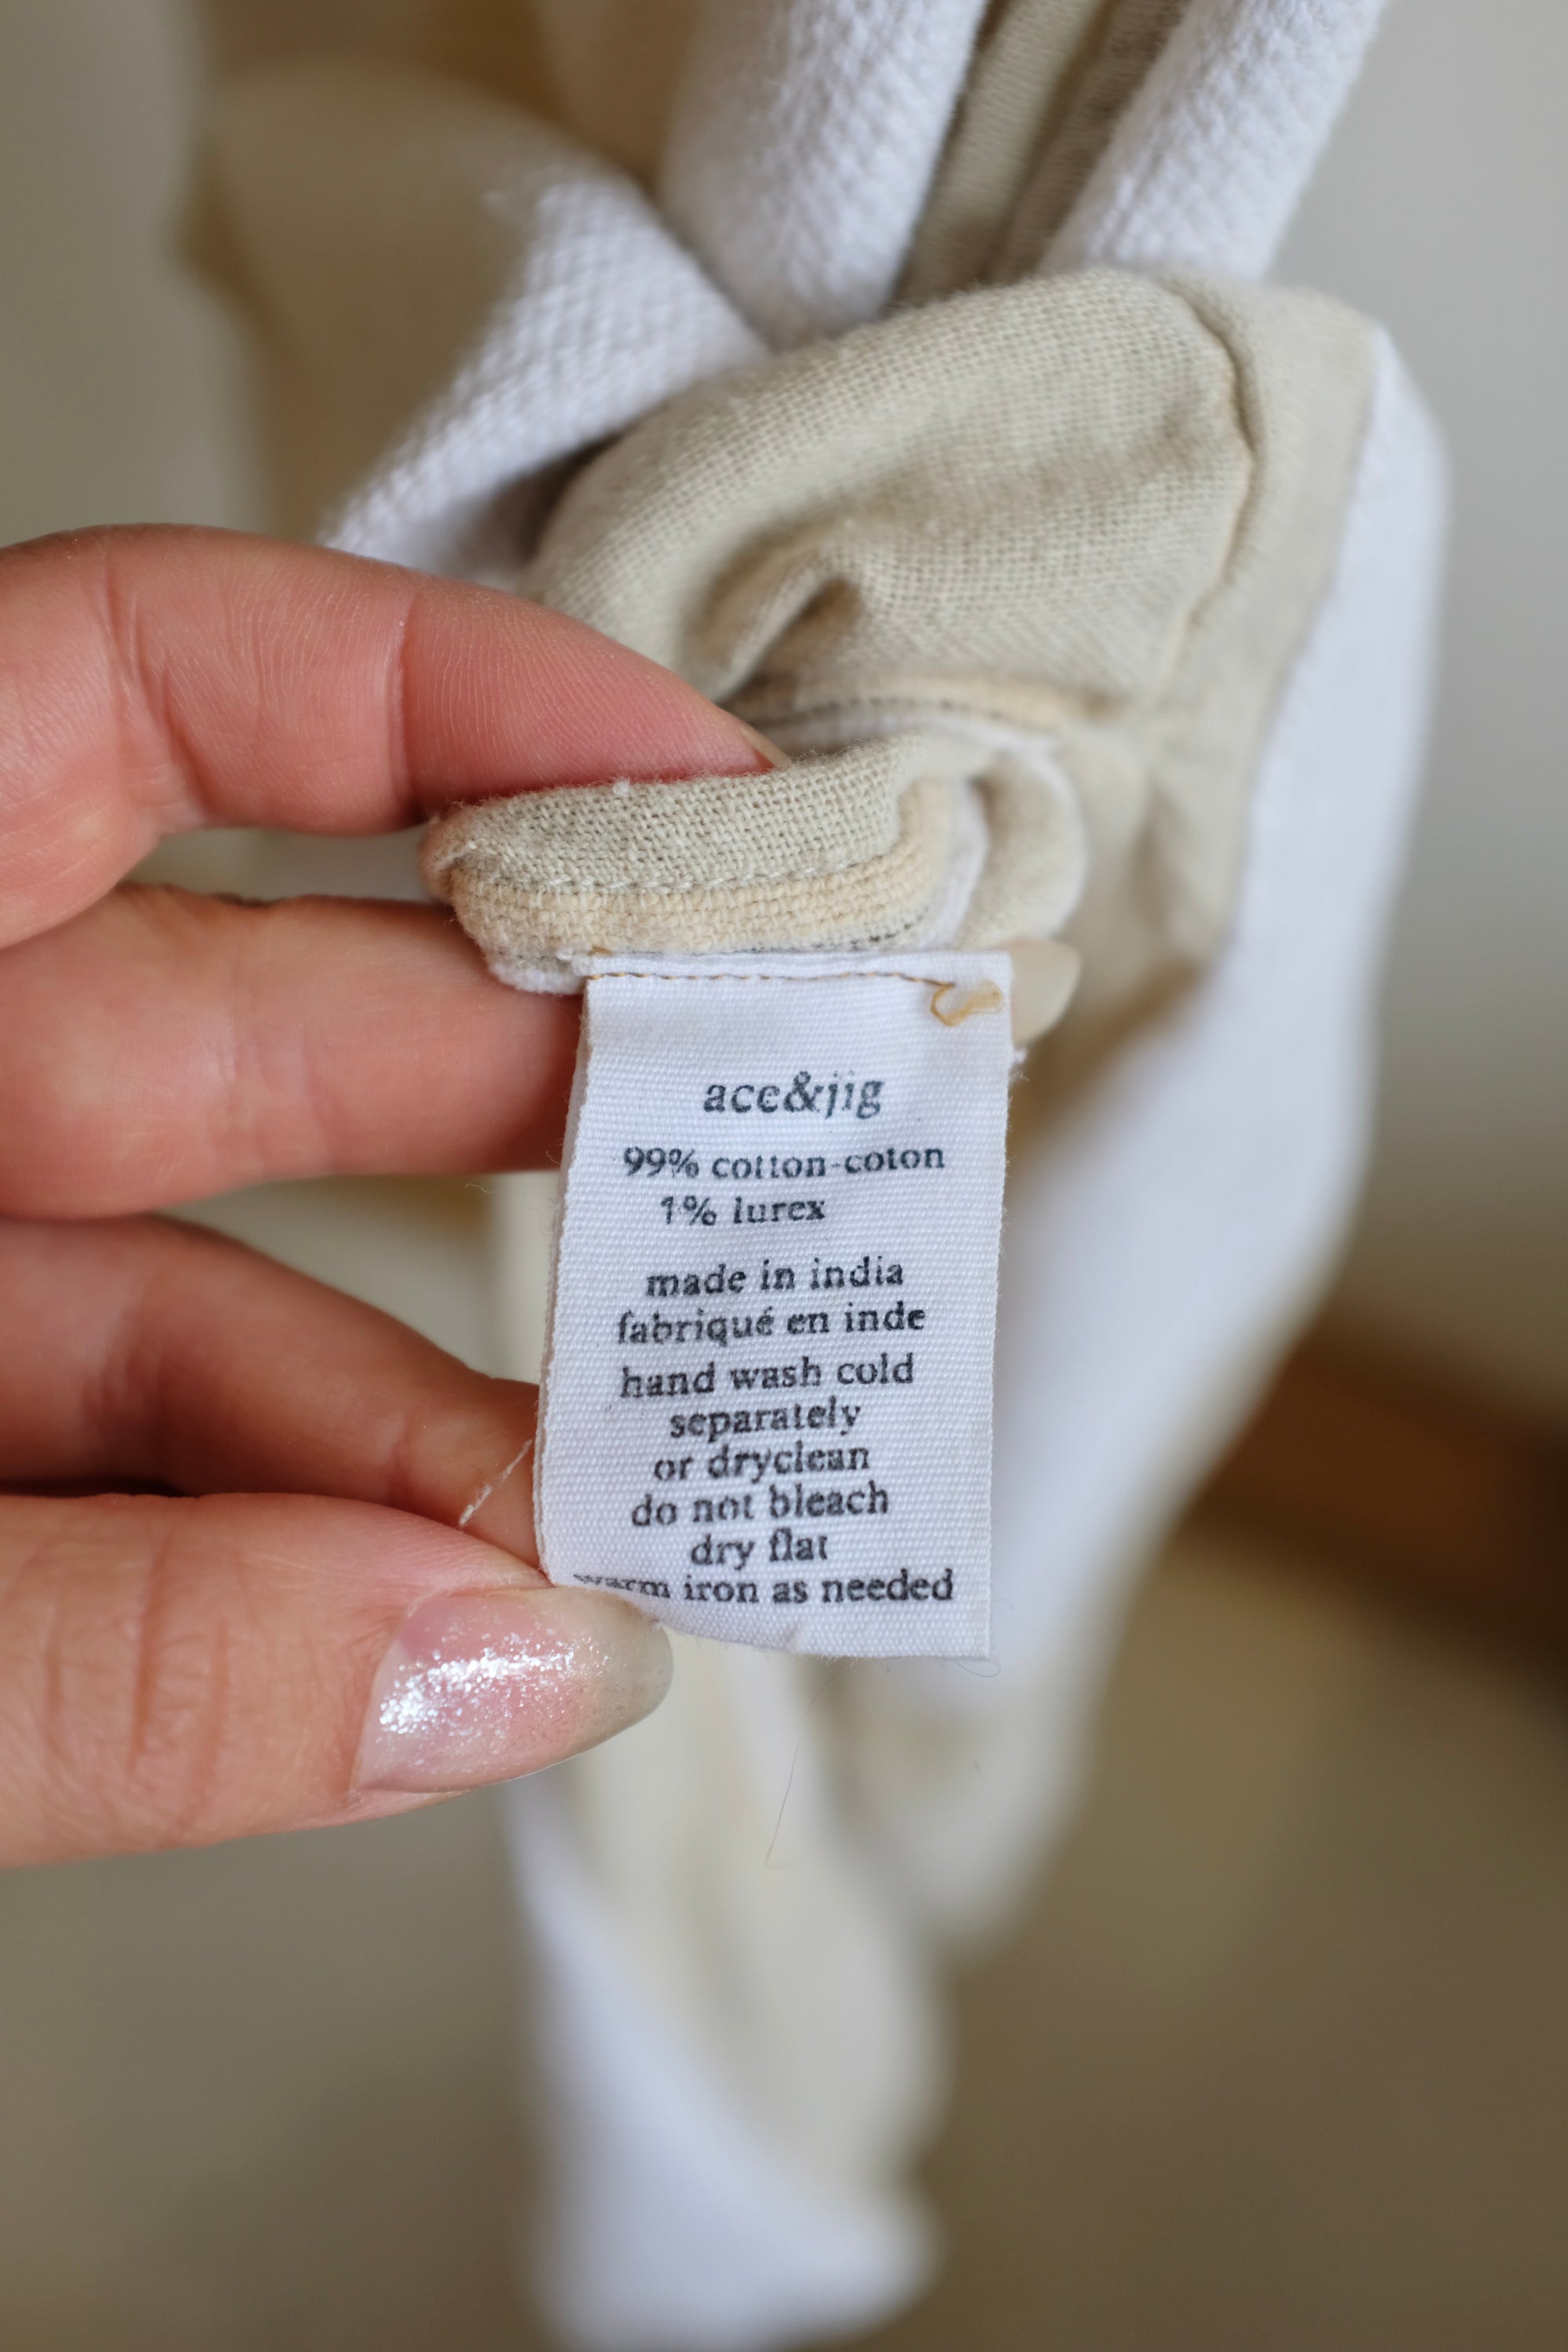 ace&jig
99% cotton-coton
1% lurex
made in india
fabriqué en inde
hand wash cold
separately
or dryclean
do not bleach
dry flat
warm iron as needed